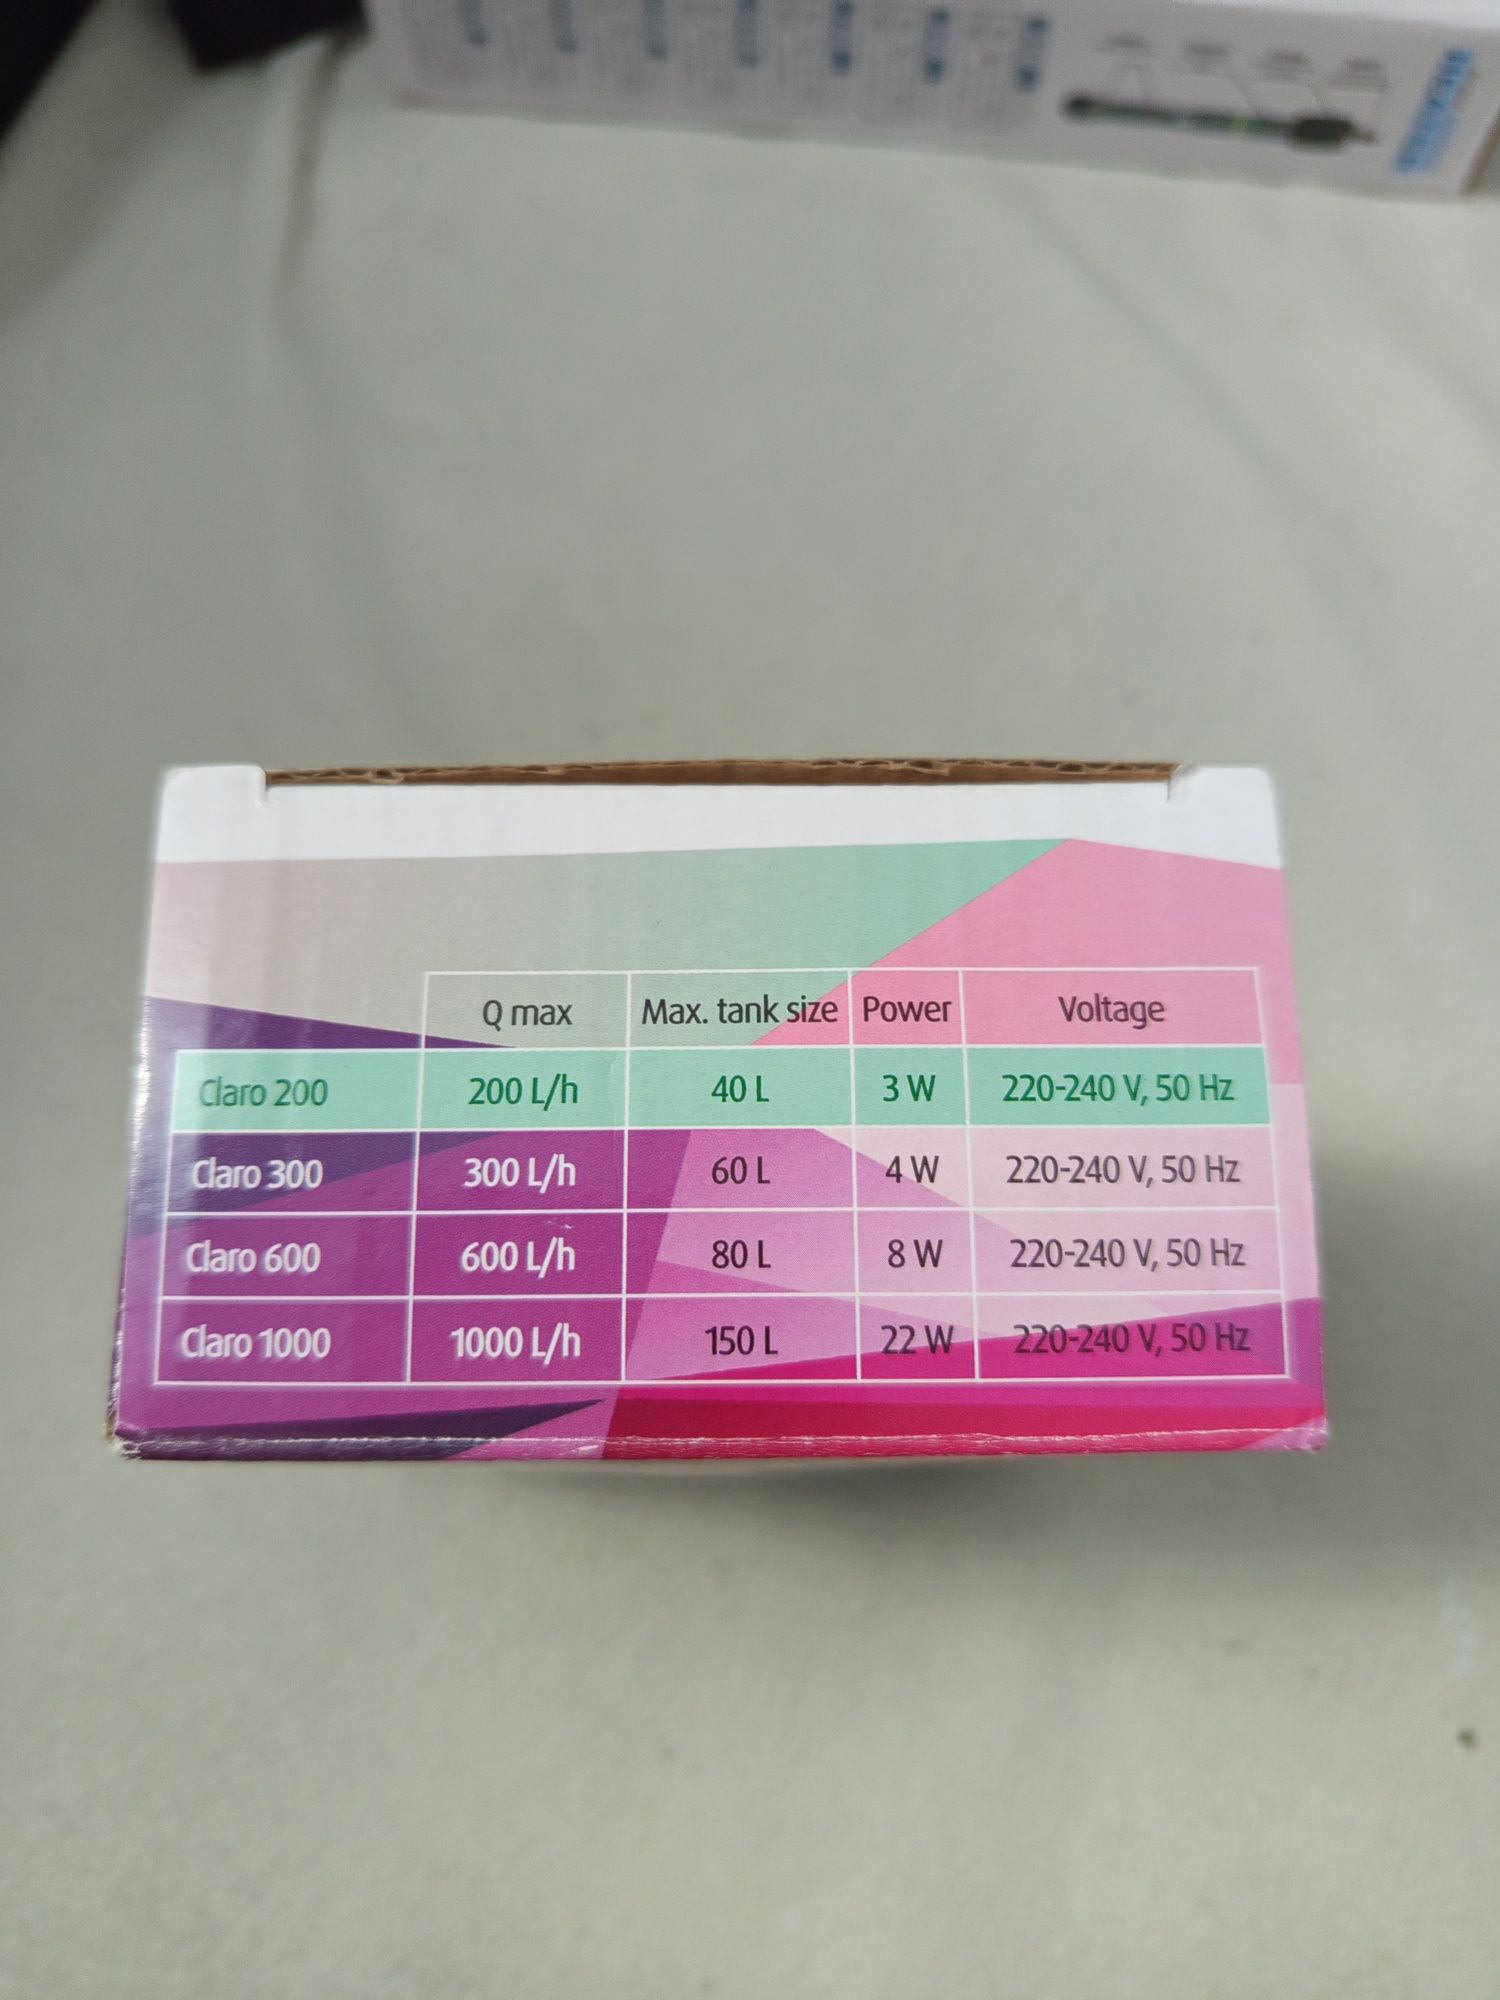 Q max Max. tank size Power Voltage
Claro 200 200 L/h 40 L 3 W 220-240 V, 50 Hz
Claro 300 300 L/h 60 L 4 W 220-240 V, 50 Hz
Claro 600 600 L/h 80 L 8 W 220-240 V, 50 Hz
Claro 1000 1000 L/h 150 L 22 W 220-240 V, 50 Hz